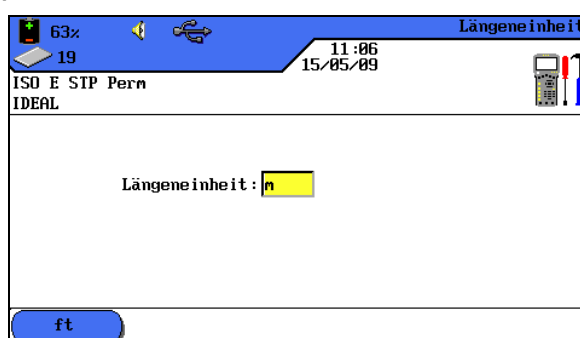 63% Längeneinheit
19 11:06
15/05/09
ISO E STP Perm
IDEAL
Längeneinheit: m
ft